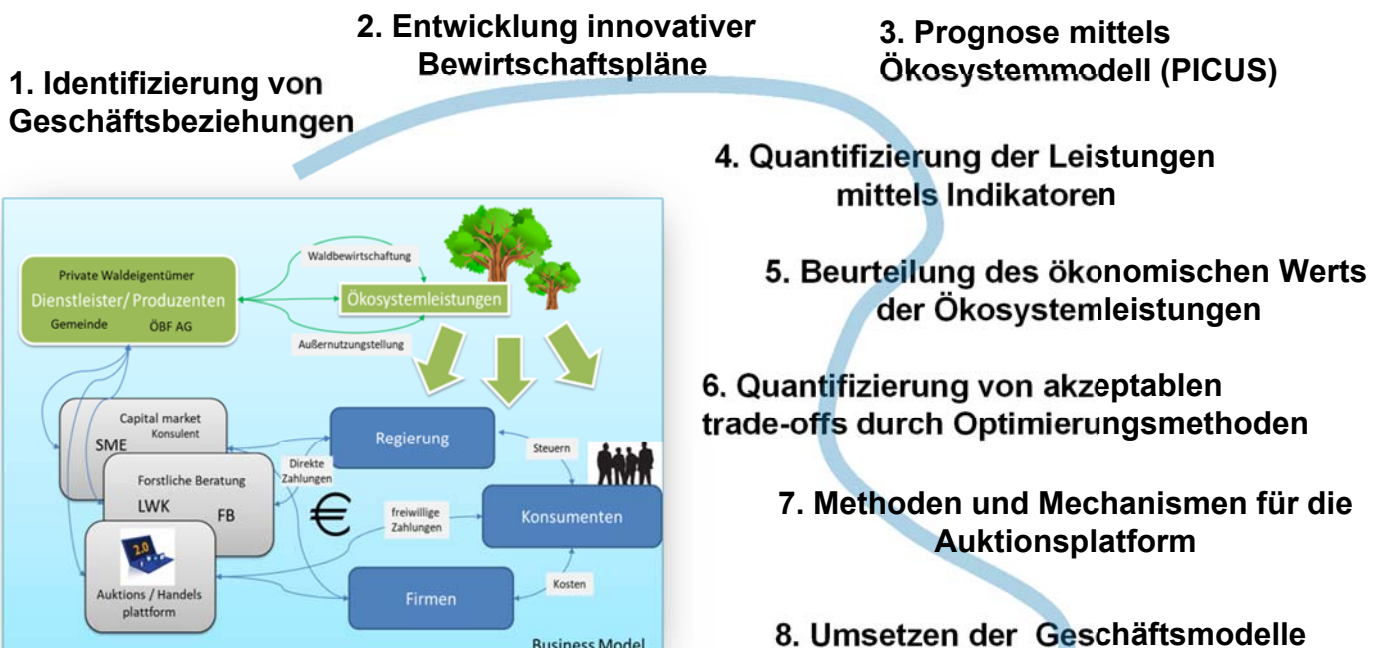 1. Identifizierung von
Geschäftsbeziehungen
2. Entwicklung innovativer
Bewirtschaftspläne
3. Prognose mittels
Ökosystemmodell (PICUS)
4. Quantifizierung der Leistungen
mittels Indikatoren
5. Beurteilung des ökonomischen Werts
der Ökosystemleistungen
6. Quantifizierung von akzeptablen
trade-offs durch Optimierungsmethoden
7. Methoden und Mechanismen für die
Auktionsplatform
8. Umsetzen der Geschäftsmodelle
Private Waldeigentümer
Dienstleister/ Produzenten
Gemeinde ÖBF AG
Waldbewirtschaftung
Ökosystemleistungen
Außernutzungstellung
Capital market
Konsulent
SME
Forstliche Beratung
LWK FB
2.0
Auktions / Handels
plattform
Direkte
Zahlungen
€
Regierung
Steuern
freiwillige
Zahlungen
Konsumenten
Kosten
Firmen
Business Model